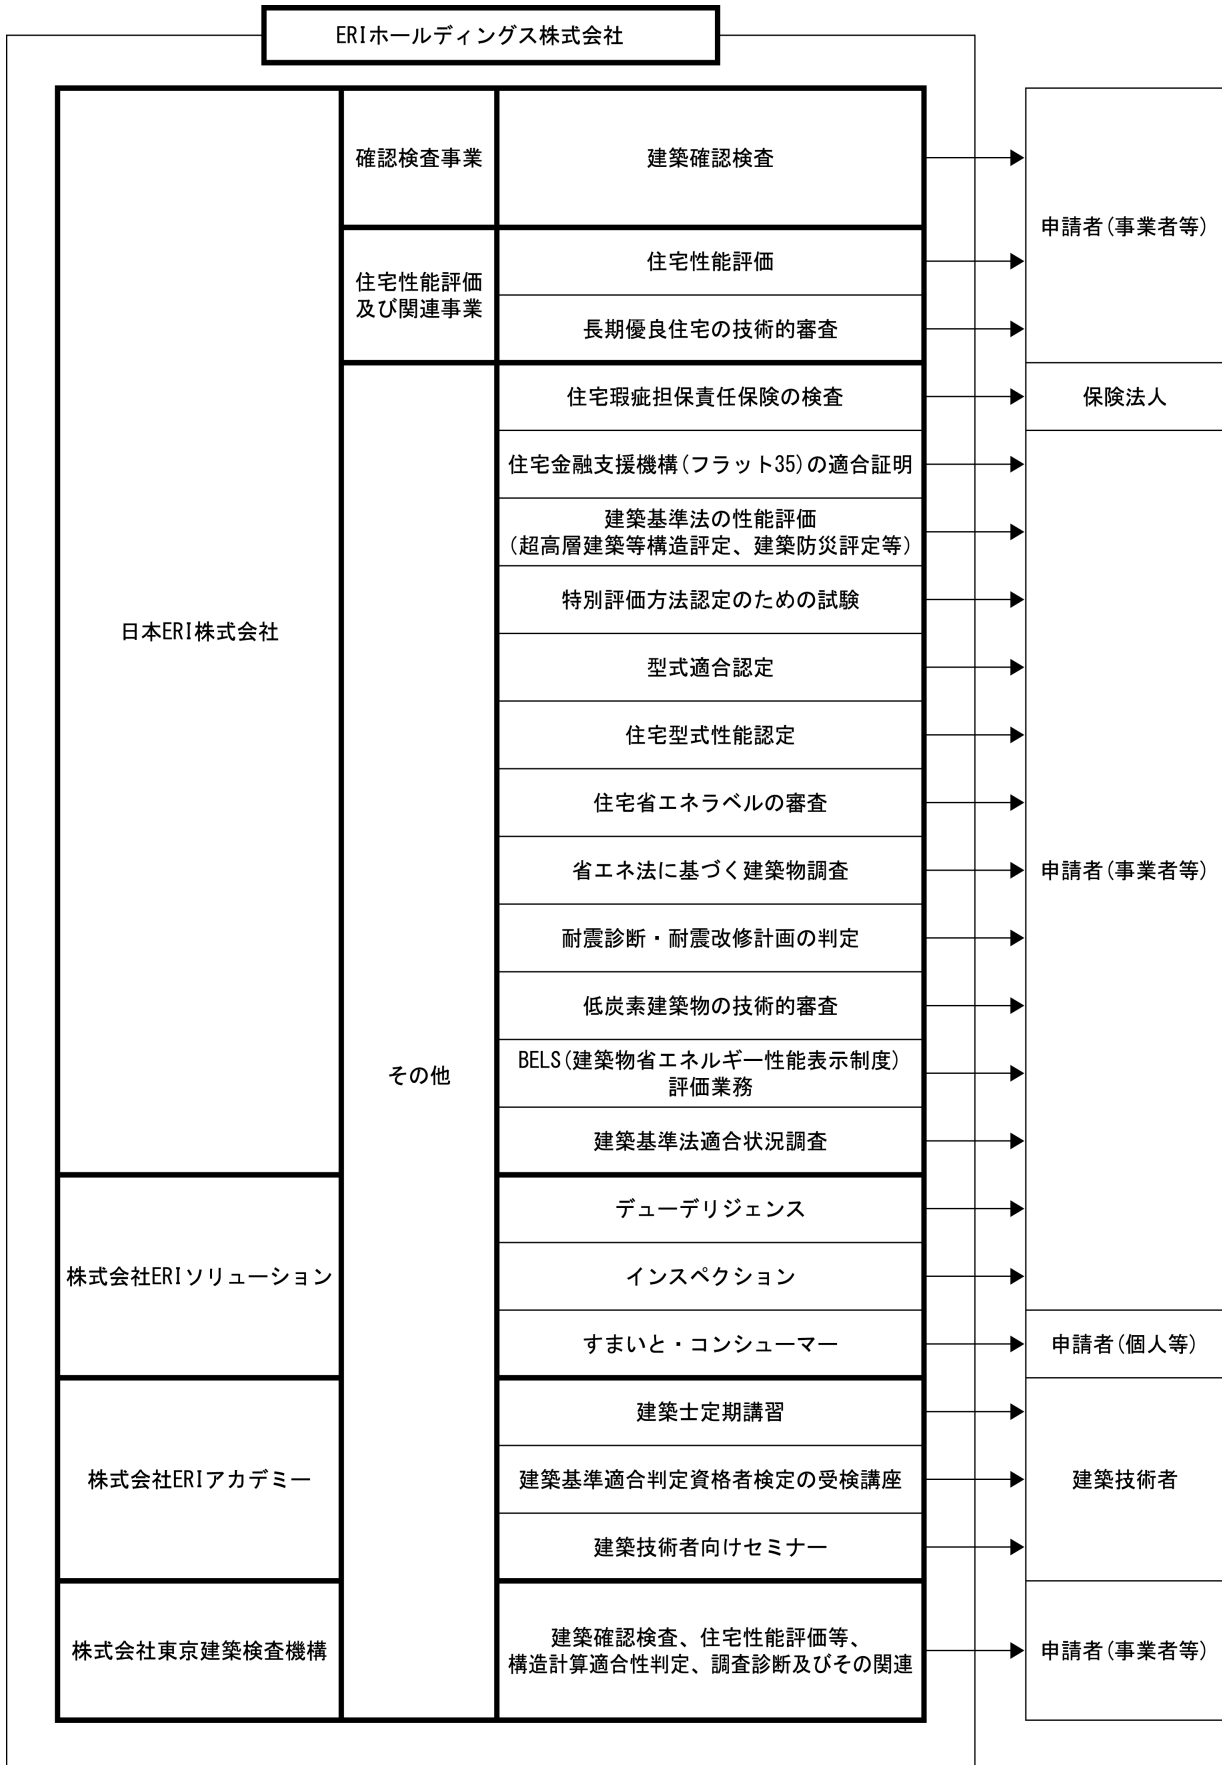 ERIホールディングス株式会社
日本ERI株式会社
確認検査事業
建築確認検査
申請者(事業者等)
住宅性能評価
及び関連事業
住宅性能評価
長期優良住宅の技術的審査
その他
住宅瑕疵担保責任保険の検査
保険法人
住宅金融支援機構(フラット35)の適合証明
建築基準法の性能評価
(超高層建築等構造評定、建築防災評定等)
特別評価方法認定のための試験
型式適合認定
住宅型式性能認定
住宅省エネラベルの審査
省エネ法に基づく建築物調査
申請者(事業者等)
耐震診断・耐震改修計画の判定
低炭素建築物の技術的審査
BELS(建築物省エネルギー性能表示制度)
評価業務
建築基準法適合状況調査
株式会社ERIソリューション
デューデリジェンス
インスペクション
すまいと・コンシューマー
申請者(個人等)
株式会社ERIアカデミー
建築士定期講習
建築基準適合判定資格者検定の受検講座
建築技術者向けセミナー
建築技術者
株式会社東京建築検査機構
建築確認検査、住宅性能評価等、
構造計算適合性判定、調査診断及びその関連
申請者(事業者等)